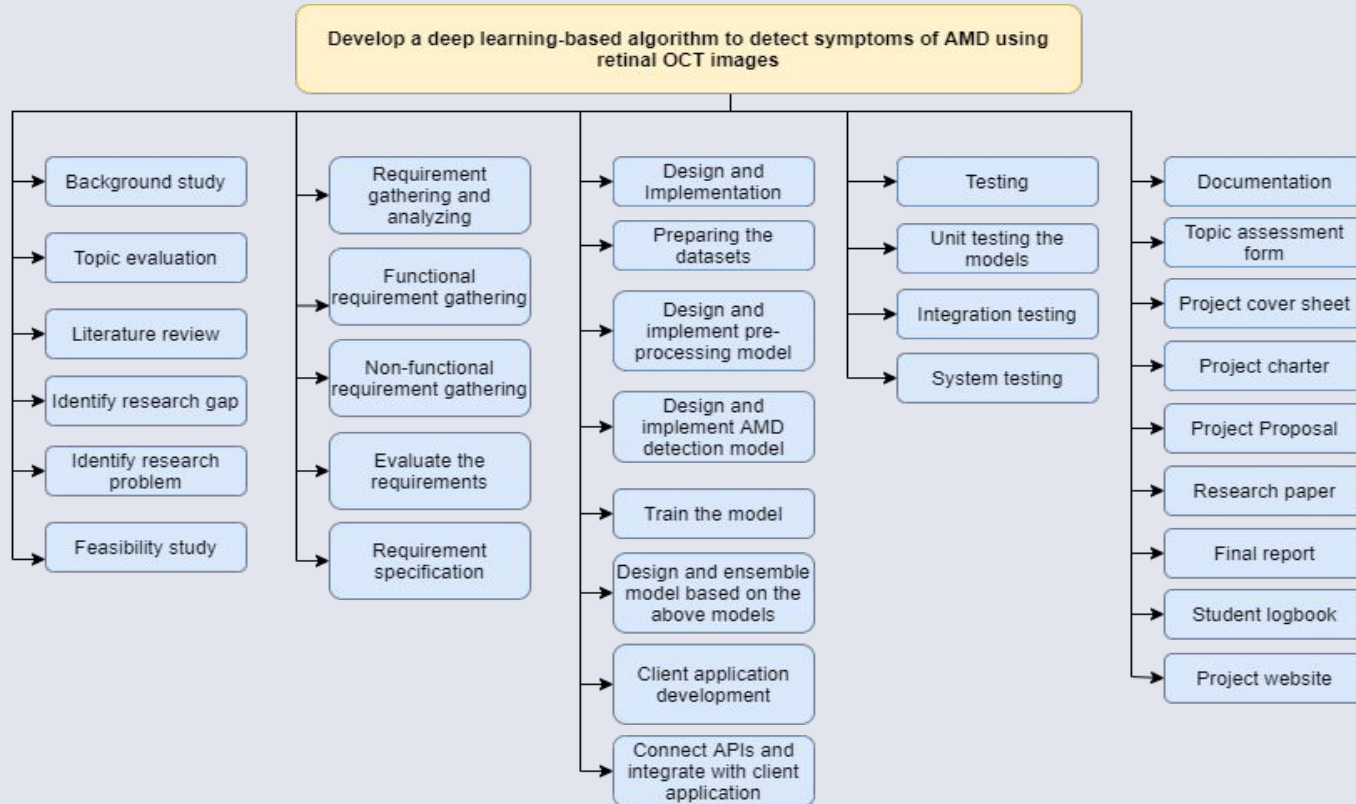 Develop a deep learning-based algorithm to detect symptoms of AMD using
retinal OCT images
Background study
Topic evaluation
Literature review
Identify research gap
Identify research
problem
Feasibility study
Requirement
gathering and
analyzing
Functional
requirement gathering
Non-functional
requirement gathering
Evaluate the
requirements
Requirement
specification
Design and
Implementation
Preparing the
datasets
Design and
implement pre-
processing model
Design and
implement AMD
detection model
Train the model
Design and ensemble
model based on the
above models
Client application
development
Connect APIs and
integrate with client
application
Testing
Unit testing the
models
Integration testing
System testing
Documentation
Topic assessment
form
Project cover sheet
Project charter
Project Proposal
Research paper
Final report
Student logbook
Project website